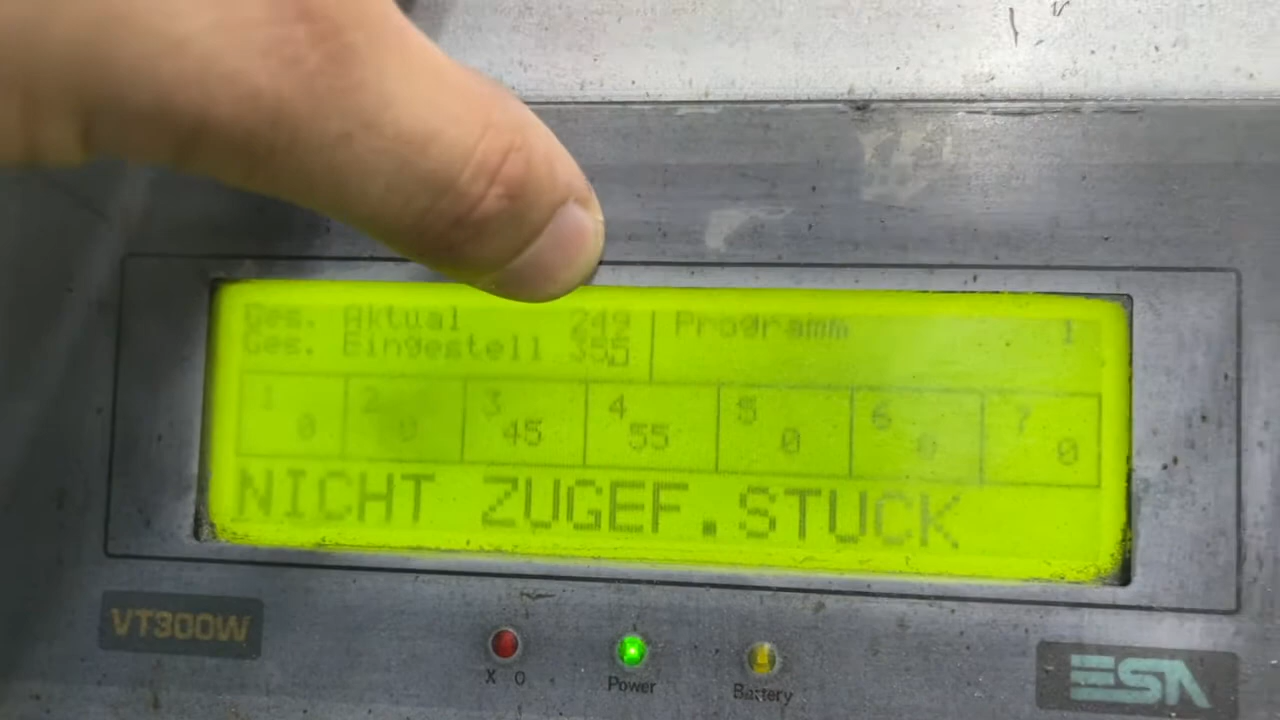 Ges. Aktual 249 Programm 1
Ges. Eingestell 355
1 2 3 4 5 6 7
0 0 45 55 0 0 0
NICHT ZUGEF.STUCK
VT300W
X O Power Battery
ESA